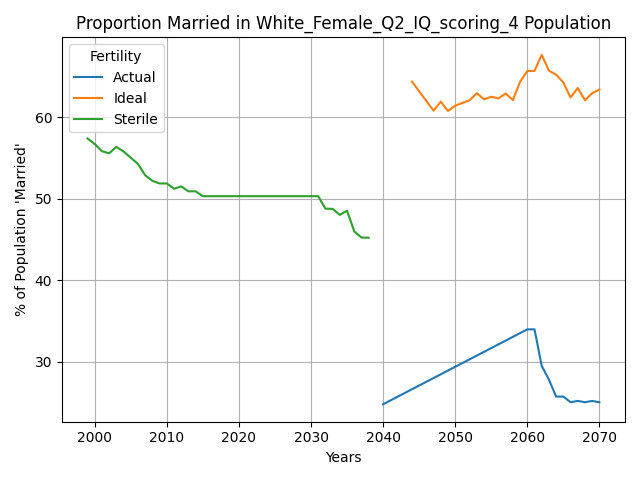 Proportion Married in White_Female_Q2_IQ_scoring_4 Population
Fertility
Actual
Ideal
Sterile
% of Population 'Married'
60
50
40
30
2000 2010 2020 2030 2040 2050 2060 2070
Years